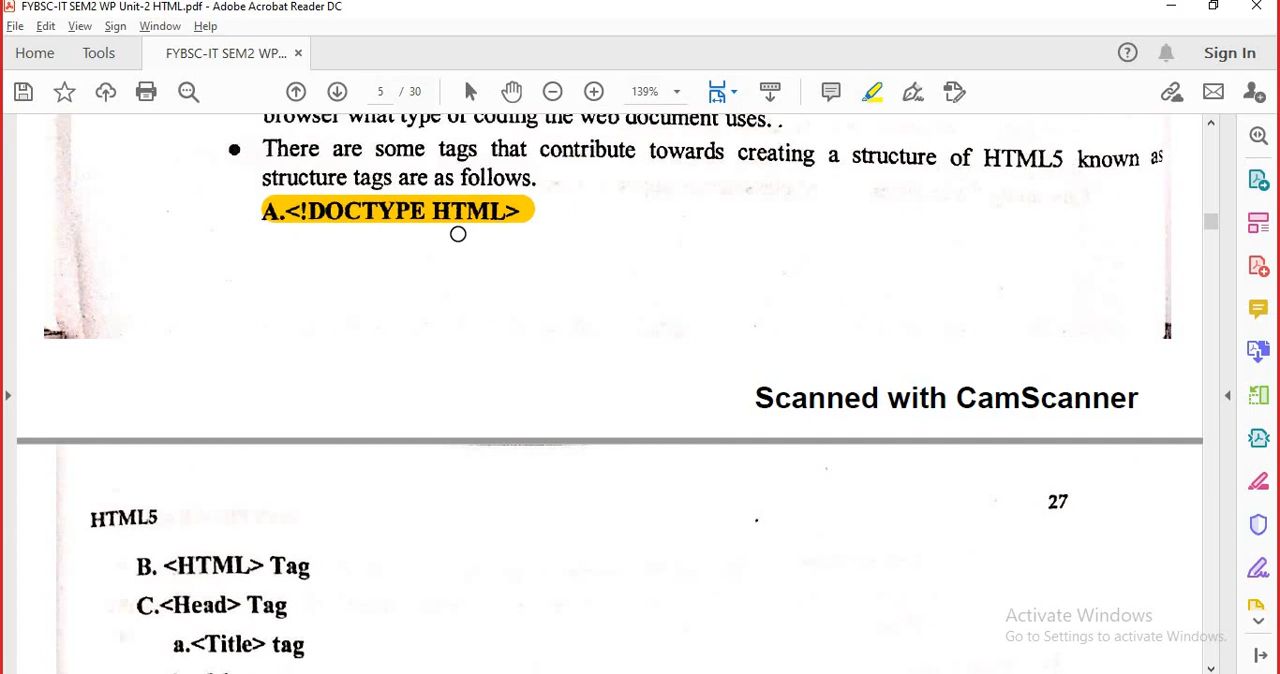 FYBSC-IT SEM2 WP Unit-2 HTML.pdf - Adobe Acrobat Reader DC
File Edit View Sign Window Help
Home Tools FYBSC-IT SEM2 WP... × Sign In
5 / 30 139%
browser what type of coding the web document uses. .
● There are some tags that contribute towards creating a structure of HTML5 known as
structure tags are as follows.
A.<!DOCTYPE HTML>
Scanned with CamScanner
27
HTML5
B. <HTML> Tag
C.<Head> Tag
a.<Title> tag
Activate Windows
Go to Settings to activate Windows.